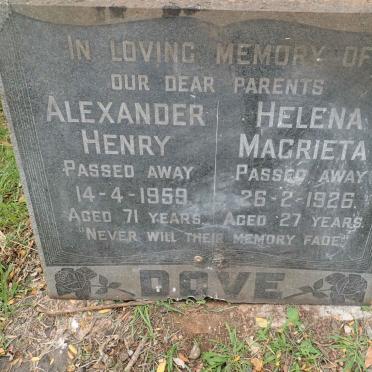 IN LOVING MEMORY OF
OUR DEAR PARENTS
ALEXANDER HENRY
PASSED AWAY
14-4-1959
AGED 71 YEARS.
HELENA MAGRIETA
PASSED AWAY
26-2-1926.
AGED 27 YEARS.
"NEVER WILL THEIR MEMORY FADE"
DOVE